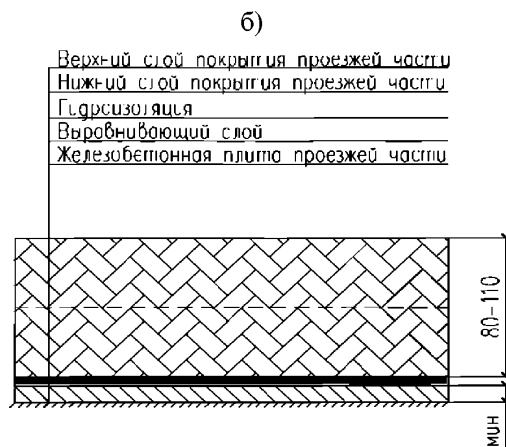 б)
Верхний слой покрытия проезжей части
Нижний слой покрытия проезжей части
Гидроизоляция
Выравнивающий слой
Железобетонная плита проезжей части
80-110
мин